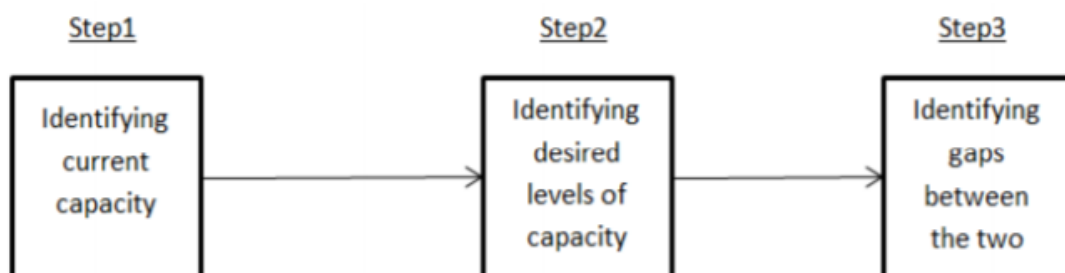 Step1
Step2
Step3
Identifying
current
capacity
Identifying
desired
levels of
capacity
Identifying
gaps
between
the two